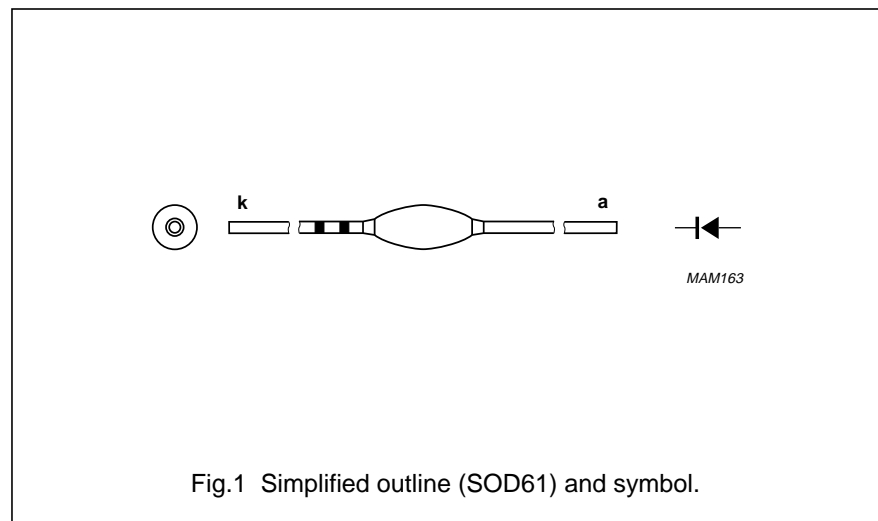 k
a
MAM163
Fig.1 Simplified outline (SOD61) and symbol.